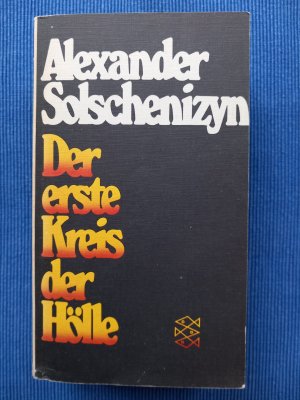 Alexander
Solschenizyn
Der
erste
Kreis
der
Hölle